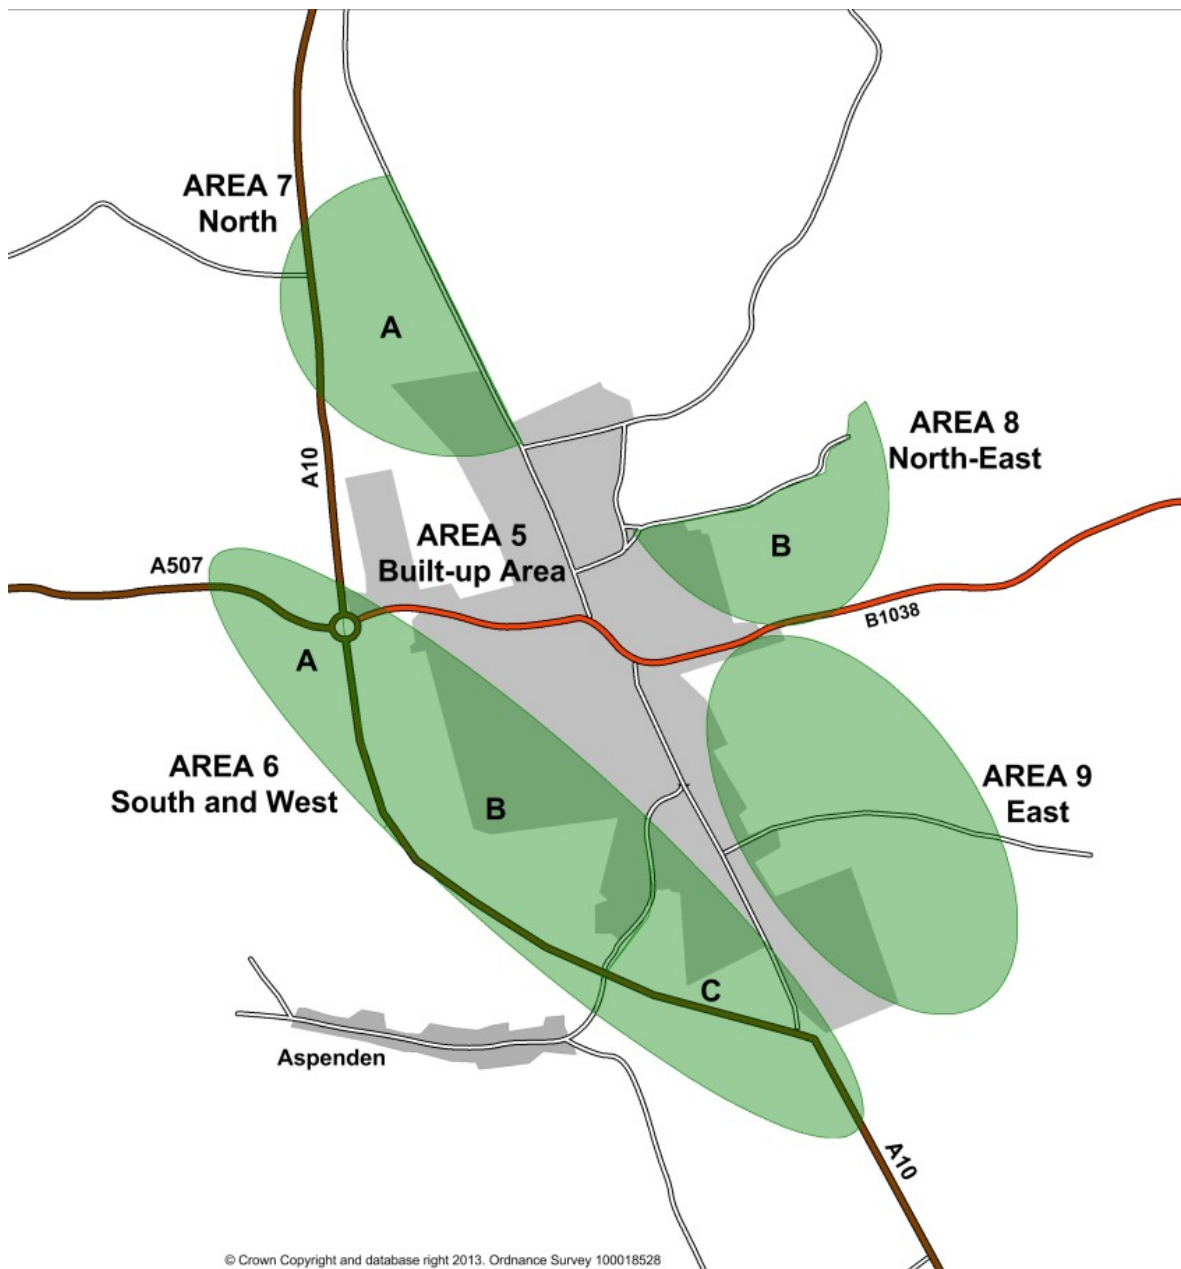 AREA 7
North
A
A10
AREA 8
North-East
AREA 5
Built-up Area
B
A507
B1038
A
AREA 6
South and West
B
AREA 9
East
C
Aspenden
A10
© Crown Copyright and database right 2013. Ordnance Survey 100018528